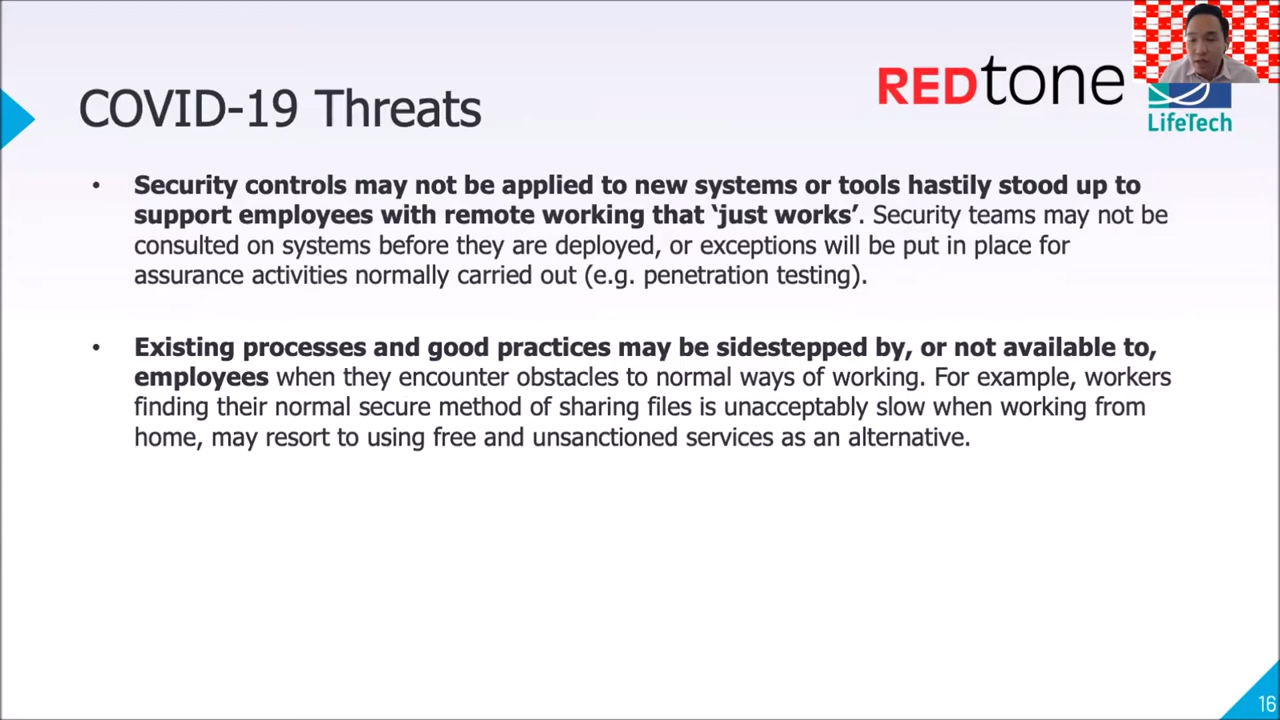 REDtone
LifeTech
COVID-19 Threats
• Security controls may not be applied to new systems or tools hastily stood up to
support employees with remote working that ‘just works’. Security teams may not be
consulted on systems before they are deployed, or exceptions will be put in place for
assurance activities normally carried out (e.g. penetration testing).
• Existing processes and good practices may be sidestepped by, or not available to,
employees when they encounter obstacles to normal ways of working. For example, workers
finding their normal secure method of sharing files is unacceptably slow when working from
home, may resort to using free and unsanctioned services as an alternative.
16